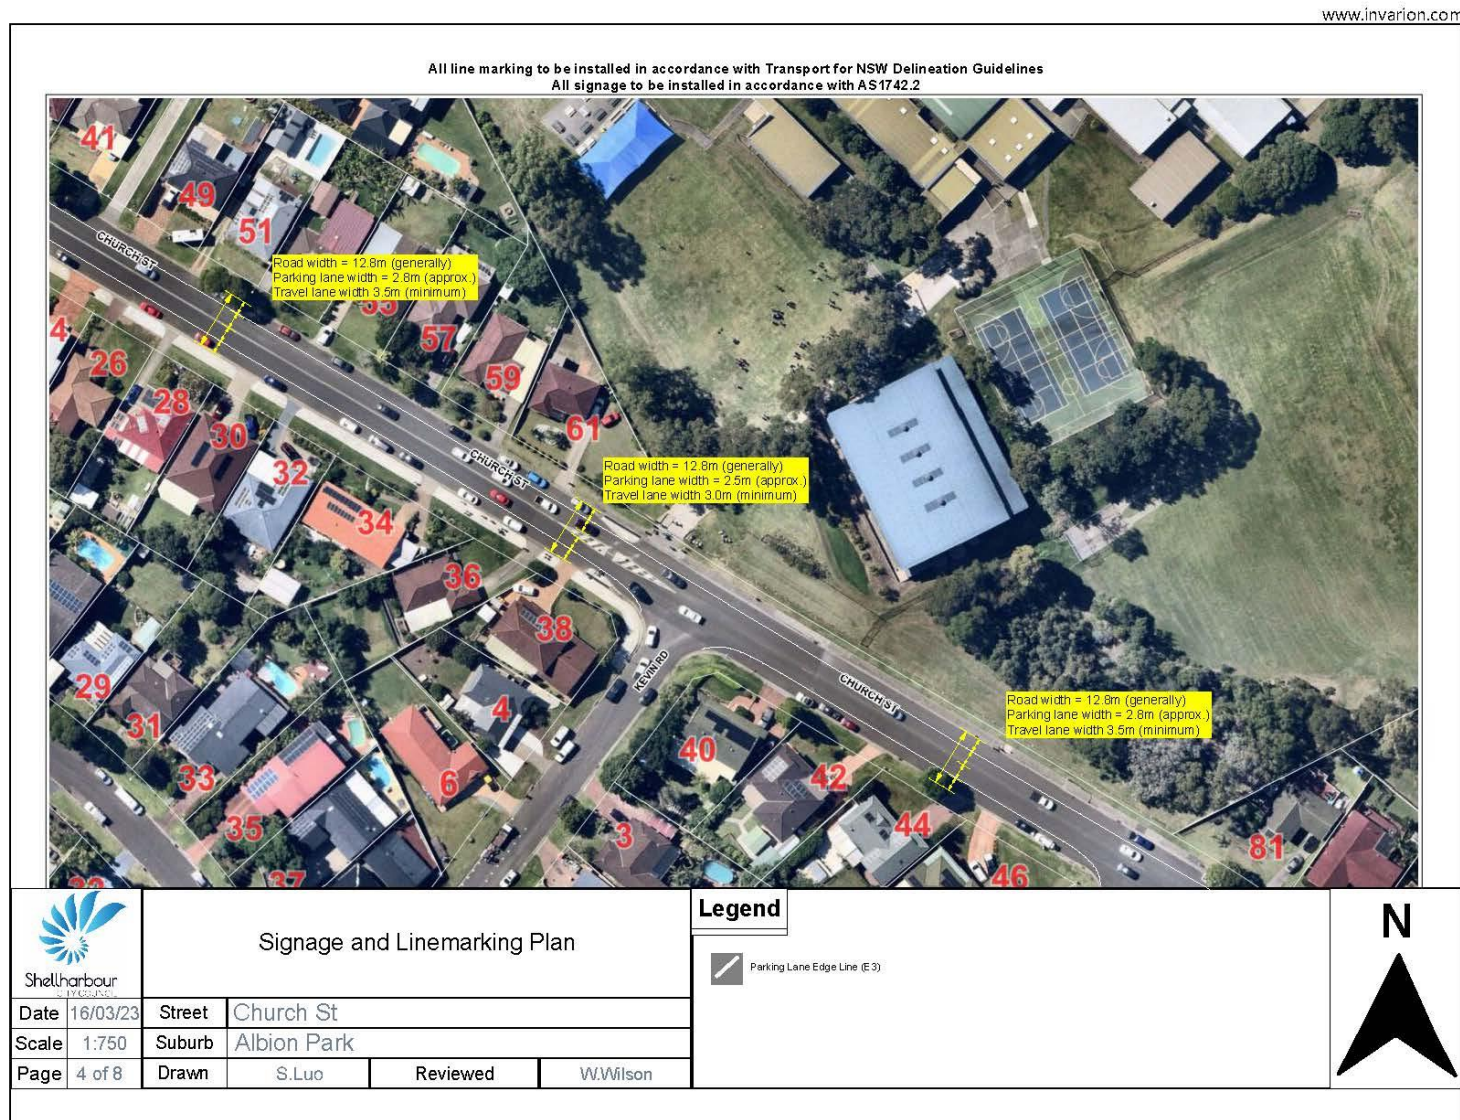 www.invarion.com
All line marking to be installed in accordance with Transport for NSW Delineation Guidelines
All signage to be installed in accordance with AS1742.2
41
49
51
CHURCH ST
Road width = 12.8m (generally)
Parking lane width = 2.8m (approx.)
Travel lane width 3.5m (minimum)
55
4
57
26
59
28
61
30
CHURCH ST
Road width = 12.8m (generally)
Parking lane width = 2.5m (approx.)
Travel lane width 3.0m (minimum)
32
34
36
38
KEVIN RD
CHURCH ST
29
4
Road width = 12.8m (generally)
Parking lane width = 2.8m (approx.)
Travel lane width 3.5m (minimum)
31
40
33
6
42
35
3
44
81
37
46
Shellharbour
CITY COUNCIL
Signage and Linemarking Plan
Legend
Parking Lane Edge Line (E3)
N
Date 16/03/23 Street Church St
Scale 1:750 Suburb Albion Park
Page 4 of 8 Drawn S.Luo Reviewed W.Wilson